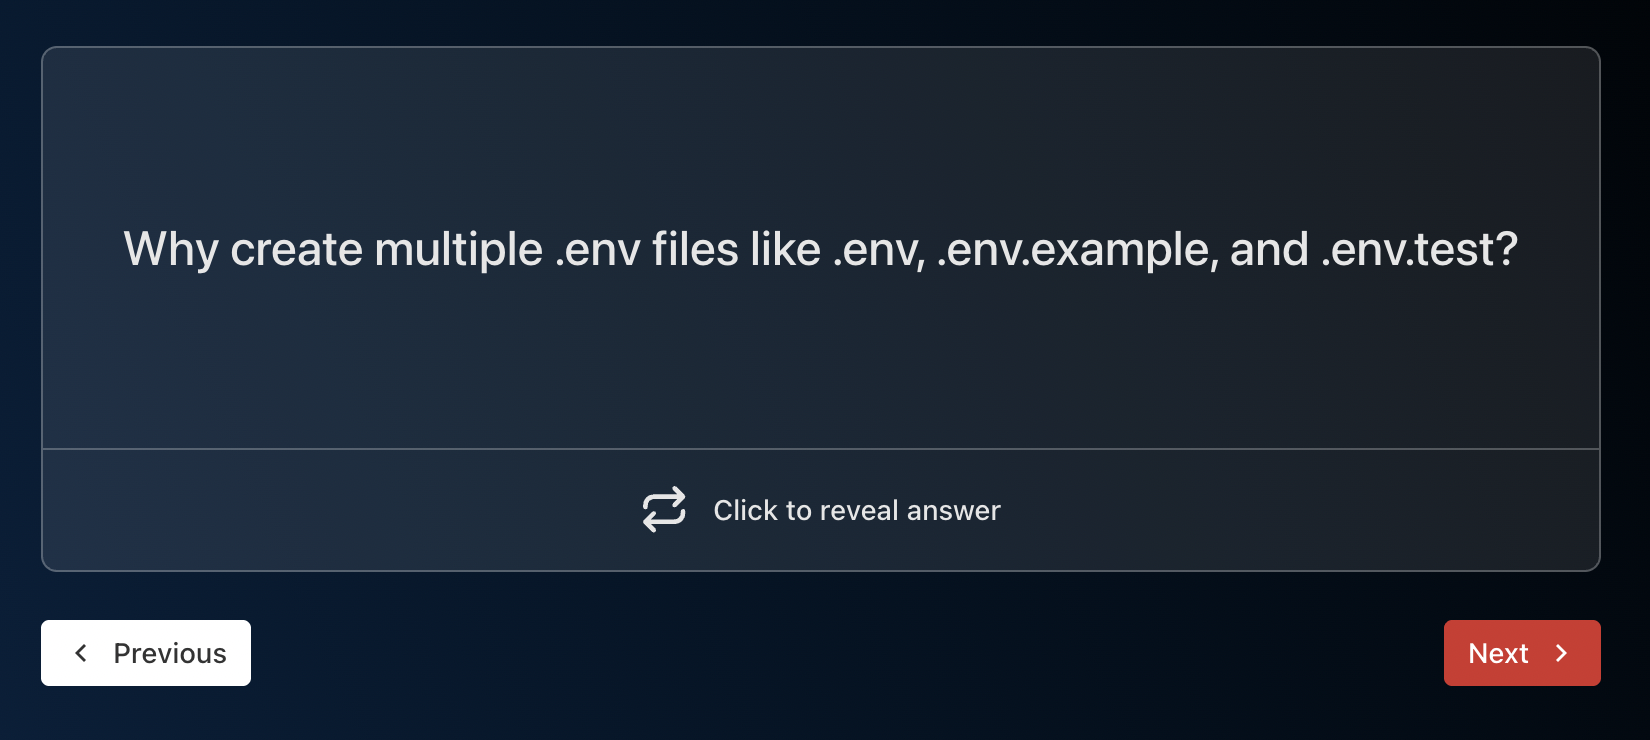 Why create multiple .env files like .env, .env.example, and .env.test?
Click to reveal answer
Previous
Next